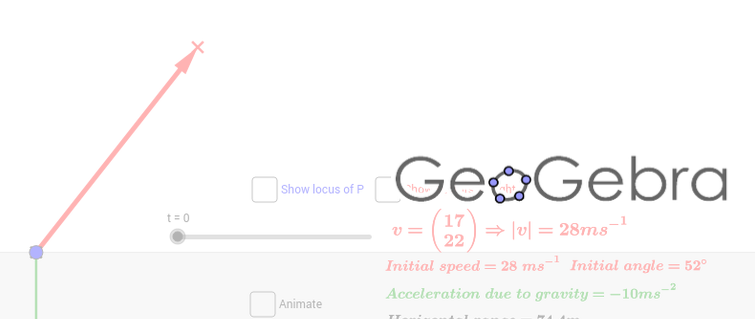 GeoGebra
Show locus of P
t = 0
v = (17 22) ⇒ |v| = 28ms⁻¹
Initial speed = 28 ms⁻¹ Initial angle = 52°
Acceleration due to gravity = −10ms⁻²
Animate